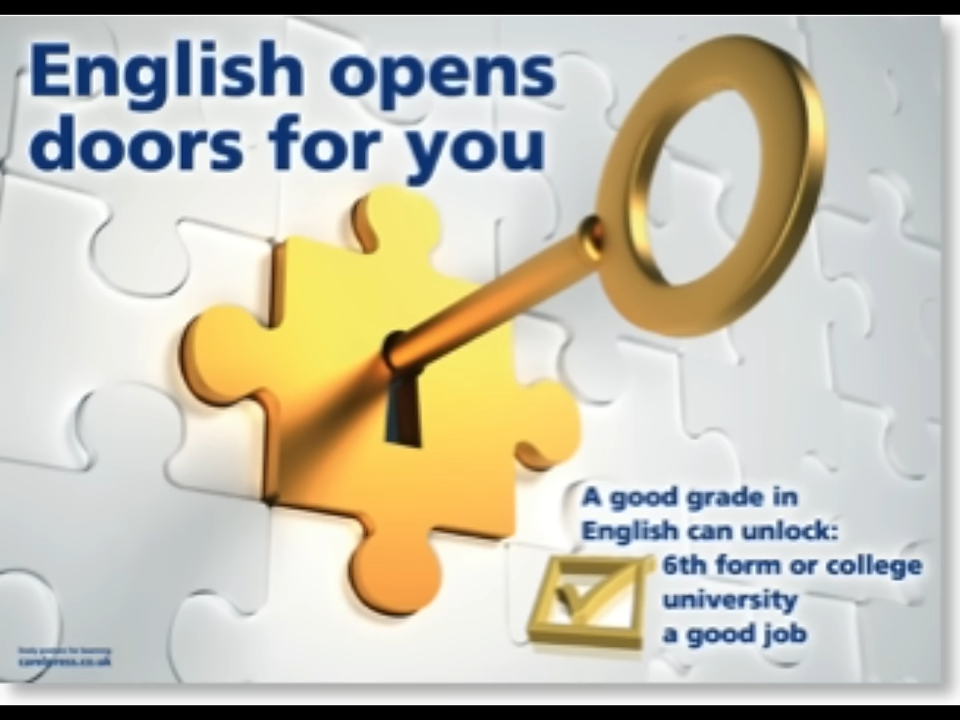 English opens
doors for you
A good grade in
English can unlock:
6th form or college
university
a good job